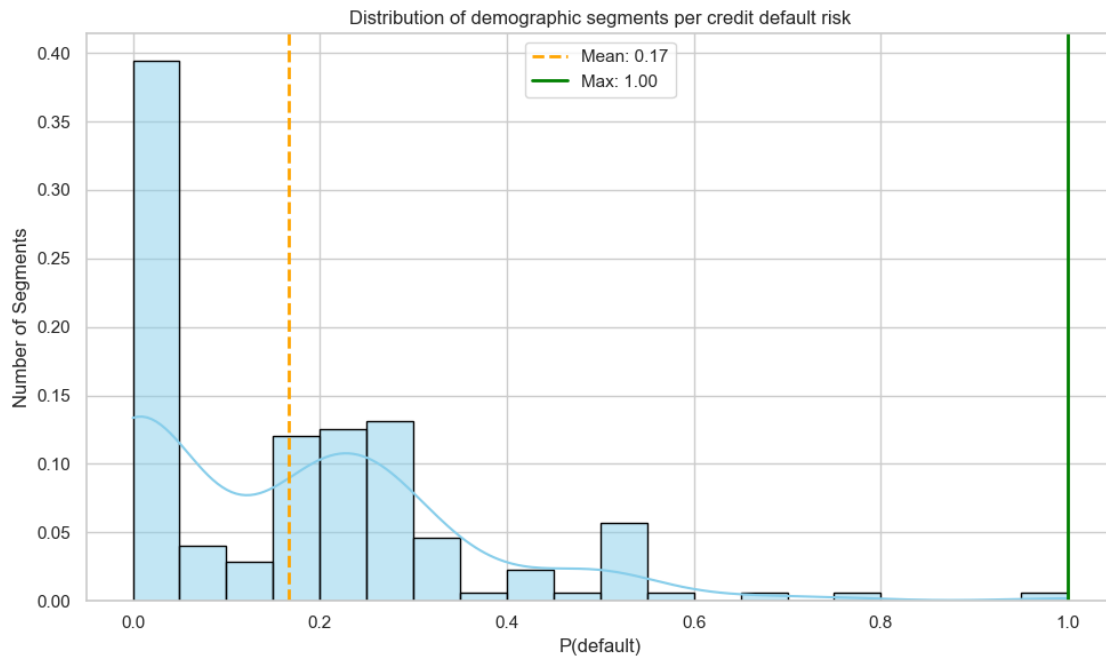 Distribution of demographic segments per credit default risk
Mean: 0.17
Max: 1.00
0.40
0.35
0.30
0.25
0.20
0.15
0.10
0.05
0.00
Number of Segments
0.0 0.2 0.4 0.6 0.8 1.0
P(default)